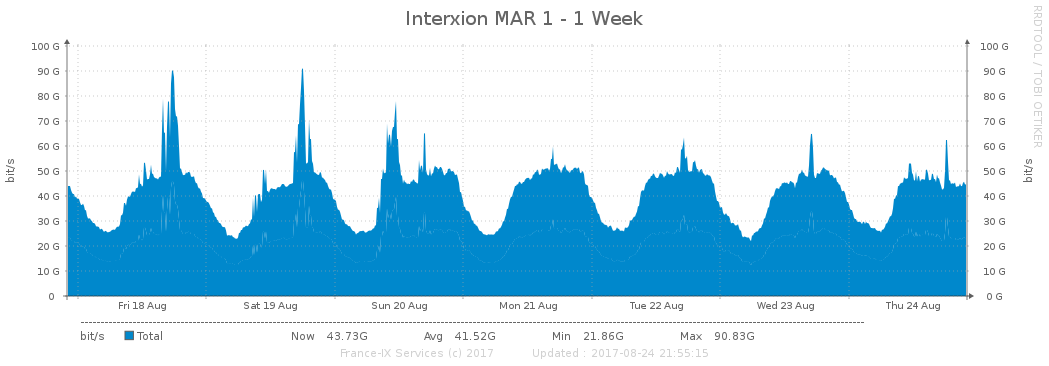 Interxion MAR 1 - 1 Week
RRDTOOL / TOBI OETIKER
bit/s
bit/s
100 G 100 G
90 G 90 G
80 G 80 G
70 G 70 G
60 G 60 G
50 G 50 G
40 G 40 G
30 G 30 G
20 G 20 G
10 G 10 G
0 0 G
Fri 18 Aug Sat 19 Aug Sun 20 Aug Mon 21 Aug Tue 22 Aug Wed 23 Aug Thu 24 Aug
bit/s Total Now 43.73G Avg 41.52G Min 21.86G Max 90.83G
France-IX Services (c) 2017 Updated : 2017-08-24 21:55:15